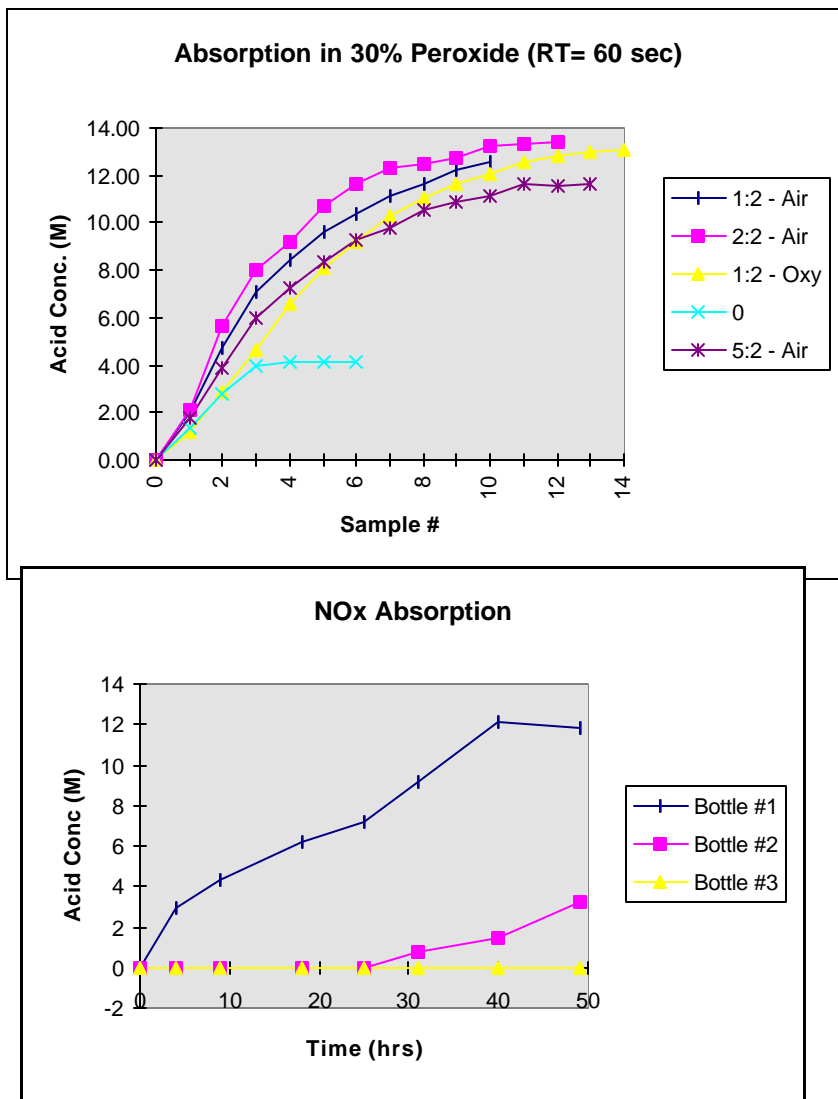 Absorption in 30% Peroxide (RT= 60 sec)
14.00
12.00
10.00
8.00
6.00
4.00
2.00
0.00
Acid Conc. (M)
0
2
4
6
8
10
12
14
Sample #
1:2 - Air
2:2 - Air
1:2 - Oxy
0
5:2 - Air
NOx Absorption
14
12
10
8
6
4
2
0
-2
Acid Conc (M)
0
10
20
30
40
50
Time (hrs)
Bottle #1
Bottle #2
Bottle #3